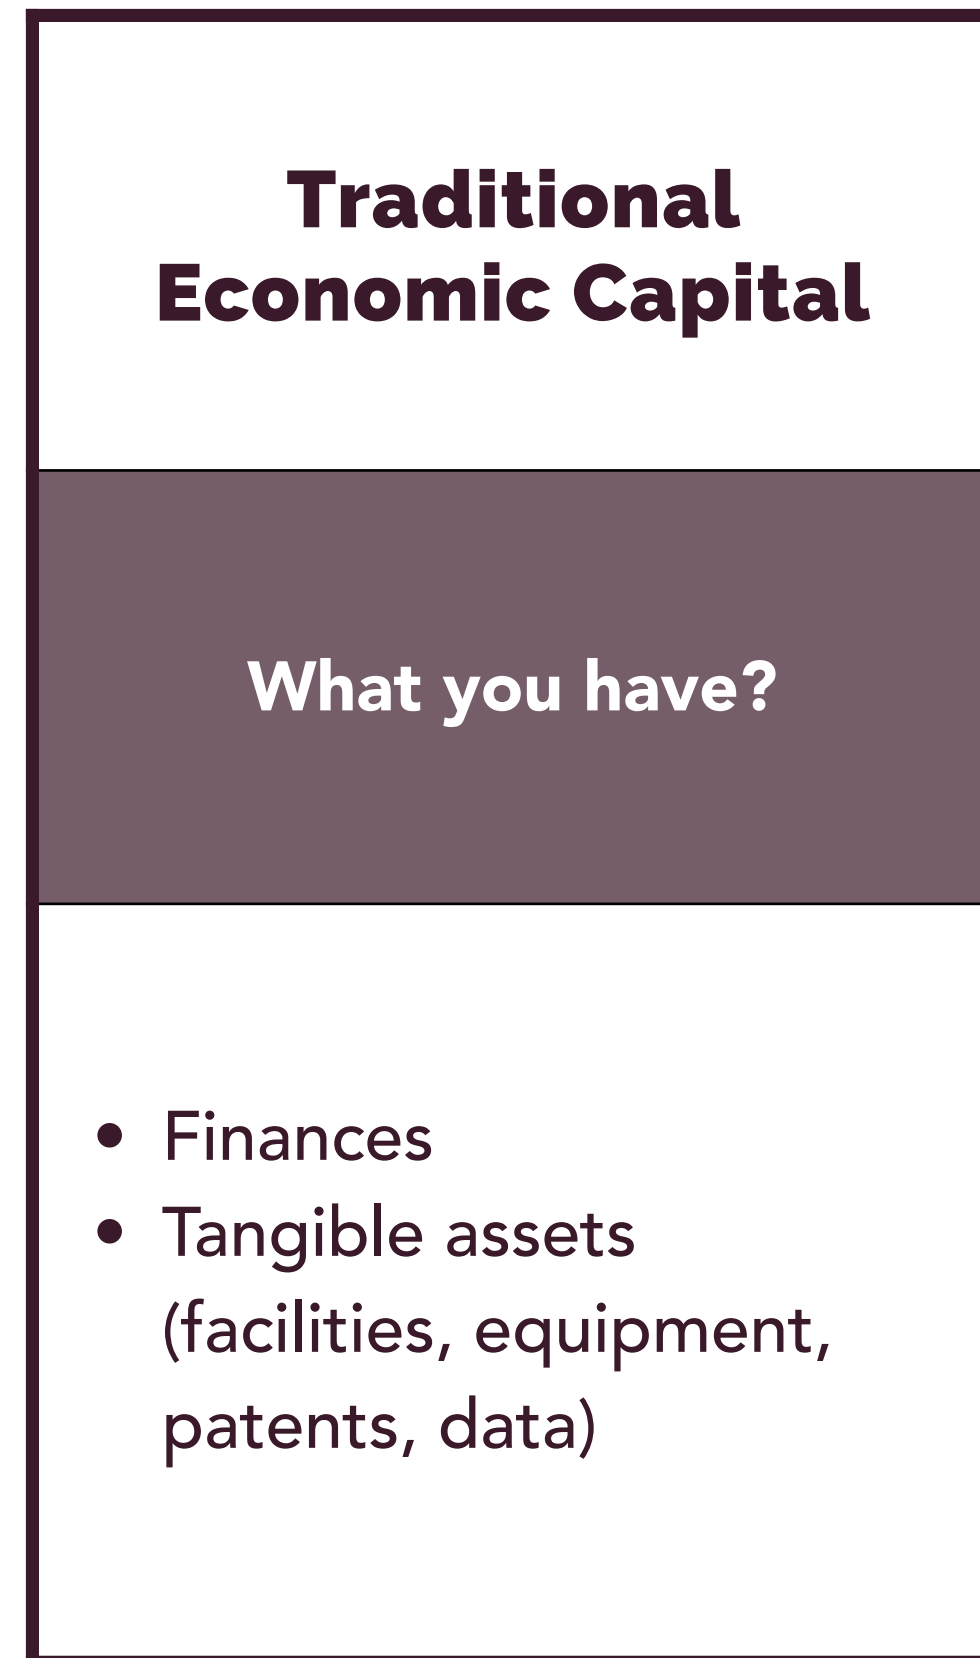 Traditional
Economic Capital
What you have?
• Finances
• Tangible assets
(facilities, equipment,
patents, data)